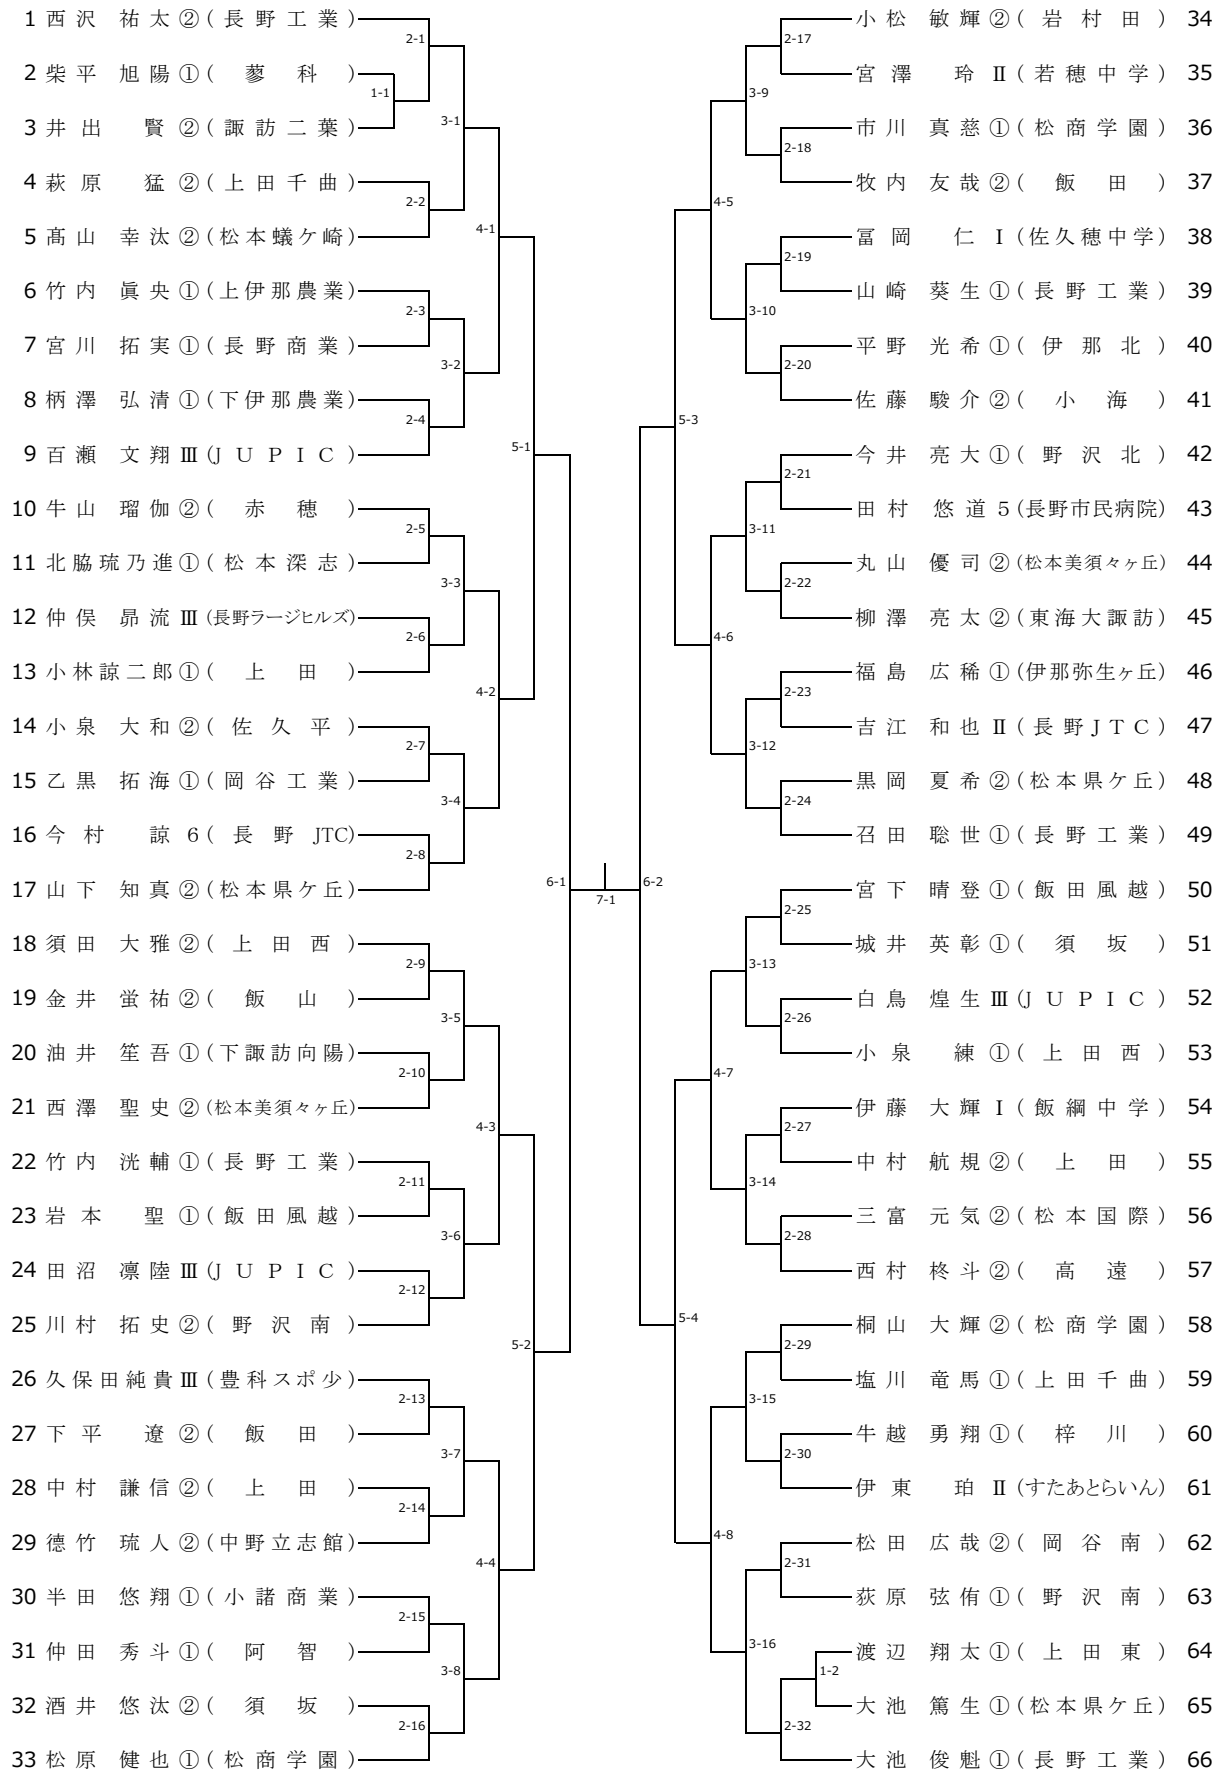 1 西沢 祐太②(長野工業)
2 柴平 旭陽①(蓼科)
3 井出 賢②(諏訪二葉)
4 萩原 猛②(上田千曲)
5 髙山 幸汰②(松本蟻ケ崎)
6 竹内 眞央①(上伊那農業)
7 宮川 拓実①(長野商業)
8 柄澤 弘清①(下伊那農業)
9 百瀬 文翔Ⅲ(JUPIC)
10 牛山 瑠伽②(赤穂)
11 北脇琉乃進①(松本深志)
12 仲俣 昴流Ⅲ(長野ラージヒルズ)
13 小林諒二郎①(上田)
14 小泉 大和②(佐久平)
15 乙黒 拓海①(岡谷工業)
16 今村 諒6(長野JTC)
17 山下 知真②(松本県ケ丘)
18 須田 大雅②(上田西)
19 金井 蛍祐②(飯山)
20 油井 笙吾①(下諏訪向陽)
21 西澤 聖史②(松本美須々ヶ丘)
22 竹内 洸輔①(長野工業)
23 岩本 聖①(飯田風越)
24 田沼 凛陸Ⅲ(JUPIC)
25 川村 拓史②(野沢南)
26 久保田純貴Ⅲ(豊科スポ少)
27 下平 遼②(飯田)
28 中村 謙信②(上田)
29 德竹 琉人②(中野立志館)
30 半田 悠翔①(小諸商業)
31 仲田 秀斗①(阿智)
32 酒井 悠汰②(須坂)
33 松原 健也①(松商学園)
1-1
2-1
2-2
2-3
2-4
2-5
2-6
2-7
2-8
2-9
2-10
2-11
2-12
2-13
2-14
2-15
2-16
3-1
3-2
3-3
3-4
3-5
3-6
3-7
3-8
4-1
4-2
4-3
4-4
5-1
5-2
6-1
7-1
6-2
5-3
5-4
4-5
4-6
4-7
4-8
3-9
3-10
3-11
3-12
3-13
3-14
3-15
3-16
2-17
2-18
2-19
2-20
2-21
2-22
2-23
2-24
2-25
2-26
2-27
2-28
2-29
2-30
2-31
2-32
1-2
小松 敏輝②(岩村田) 34
宮澤 玲Ⅱ(若穂中学) 35
市川 真慈①(松商学園) 36
牧内 友哉②(飯田) 37
冨岡 仁Ⅰ(佐久穂中学) 38
山崎 葵生①(長野工業) 39
平野 光希①(伊那北) 40
佐藤 駿介②(小海) 41
今井 亮大①(野沢北) 42
田村 悠道5(長野市民病院) 43
丸山 優司②(松本美須々ヶ丘) 44
柳澤 亮太②(東海大諏訪) 45
福島 広稀①(伊那弥生ヶ丘) 46
吉江 和也Ⅱ(長野JTC) 47
黒岡 夏希②(松本県ケ丘) 48
召田 聡世①(長野工業) 49
宮下 晴登①(飯田風越) 50
城井 英彰①(須坂) 51
白鳥 煌生Ⅲ(JUPIC) 52
小泉 練①(上田西) 53
伊藤 大輝Ⅰ(飯綱中学) 54
中村 航規②(上田) 55
三富 元気②(松本国際) 56
西村 柊斗②(高遠) 57
桐山 大輝②(松商学園) 58
塩川 竜馬①(上田千曲) 59
牛越 勇翔①(梓川) 60
伊東 珀Ⅱ(すたあとらいん) 61
松田 広哉②(岡谷南) 62
荻原 弦侑①(野沢南) 63
渡辺 翔太①(上田東) 64
大池 篤生①(松本県ケ丘) 65
大池 俊魁①(長野工業) 66